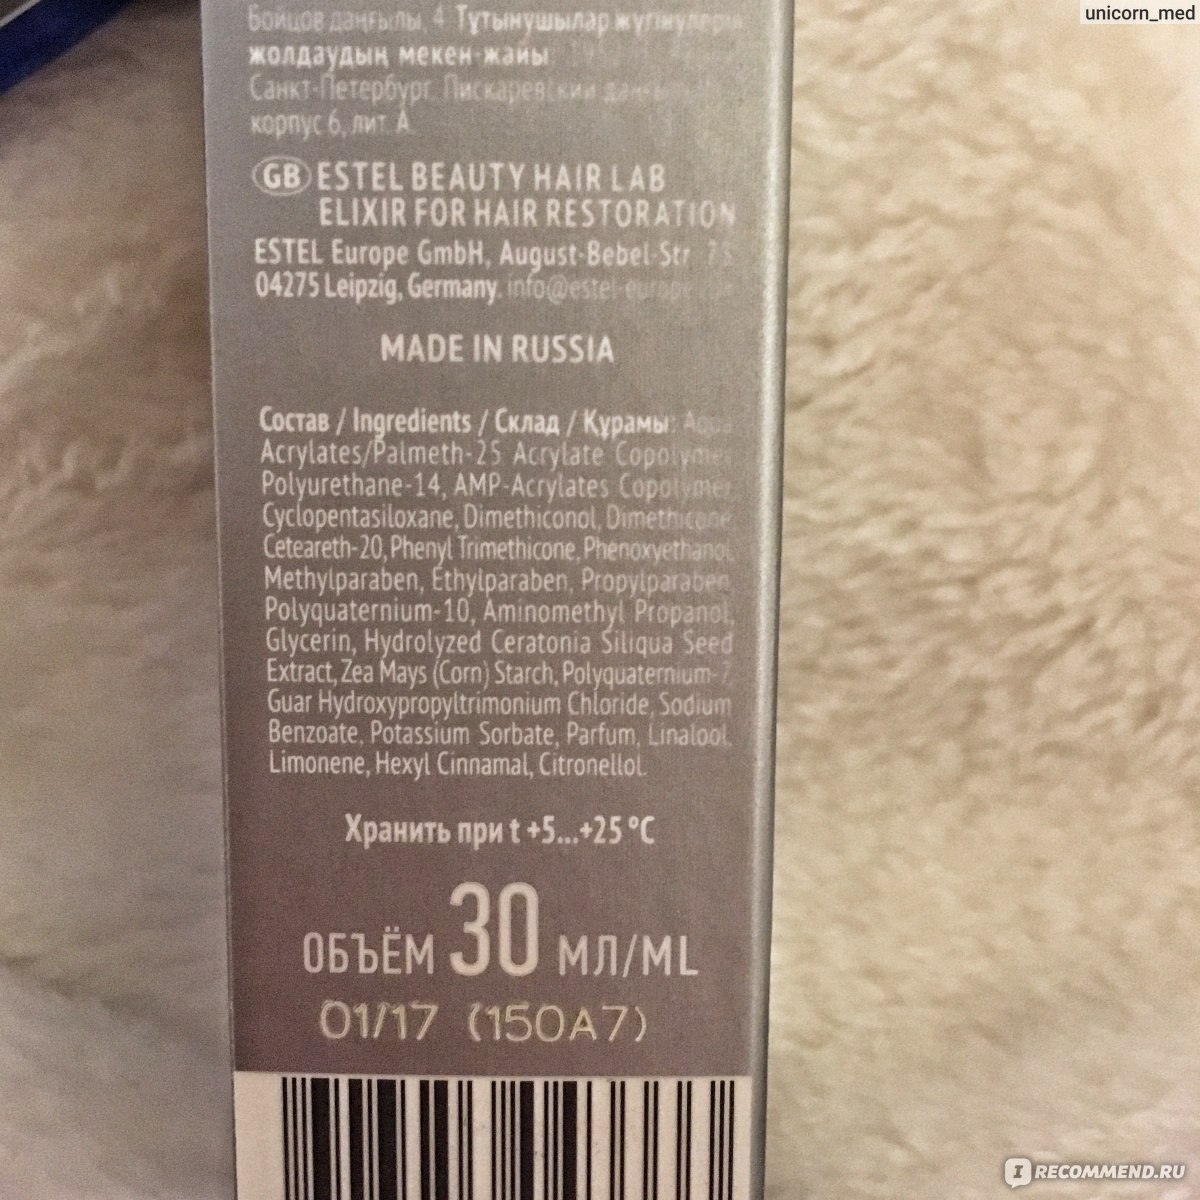 unicorn_med
Бойцов даңғылы, 4 Тұтынушылар жүгінулерін
жолдаудың мекен-жайы
Санкт-Петербург, Пискаревский
корпус 6, лит. А.
GB ESTEL BEAUTY HAIR LAB
ELIXIR FOR HAIR RESTORATION
ESTEL Europe GmbH, August-Bebel-Str 73
04275 Leipzig, Germany.
MADE IN RUSSIA
Состав / Ingredients / Склад / Құрамы: Aqua
Acrylates/Palmeth-25 Acrylate Copolymer
Polyurethane-14, AMP-Acrylates Copolymer,
Cyclopentasiloxane, Dimethiconol, Dimethicone,
Ceteareth-20, Phenyl Trimethicone, Phenoxyethanol,
Methylparaben, Ethylparaben, Propylparaben,
Polyquaternium-10, Aminomethyl Propanol,
Glycerin, Hydrolyzed Ceratonia Siliqua Seed
Extract, Zea Mays (Corn) Starch, Polyquaternium-7,
Guar Hydroxypropyltrimonium Chloride, Sodium
Benzoate, Potassium Sorbate, Parfum, Linalool,
Limonene, Hexyl Cinnamal, Citronellol.
Хранить при t +5...+25 °C
ОБЪЁМ 30 МЛ/ML
01/17 (150A7)
I RECOMMEND.RU